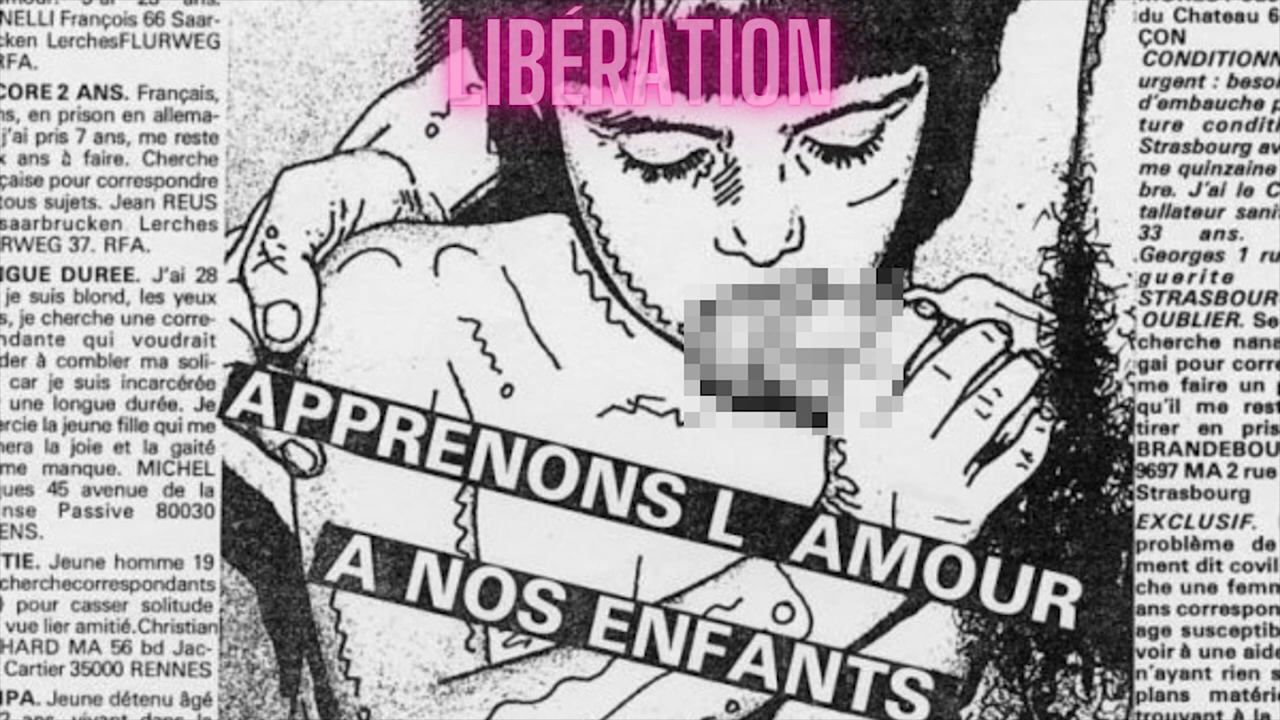 LIBÉRATION
NELLI François 66 Saar-
cken LerchesFLURWEG
RFA.
CORE 2 ANS. Français,
ns, en prison en allema-
j'ai pris 7 ans, me reste
x ans à faire. Cherche
çaise pour correspondre
tous sujets. Jean REUS
saarbrucken Lerches
RWEG 37. RFA.
NGUE DUREE. J'ai 28
je suis blond, les yeux
s, je cherche une corre-
ndante qui voudrait
der à combler ma soli-
car je suis incarcérée
une longue durée. Je
ercie la jeune fille qui me
nera la joie et la gaité
me manque. MICHEL
ques 45 avenue de la
nse Passive 80030
ENS.
TIE. Jeune homme 19
cherchecorrespondants
) pour casser solitude
vue lier amitié.Christian
HARD MA 56 bd Jac-
Cartier 35000 RENNES
IPA. Jeune détenu âgé
APPRENONS L AMOUR
A NOS ENFANTS
du Chateau 6
ÇON
CONDITIONN
urgent : beso
d'embauche p
ture condit
Strasbourg av
me quinzaine
bre. J'ai le C
tallateur sani
33 ans.
Georges 1 ru
guerite
STRASBOUR
OUBLIER. Se
cherche nana
gai pour corre
me faire un p
qu'il me rest
tirer en pris
BRANDEBOU
9697 MA 2 rue
Strasbourg
EXCLUSIF.
problème de
ment dit covil
che une femm
ans correspon
age susceptib
voir à une aide
n'ayant rien s
plans matéri
trouvant à la